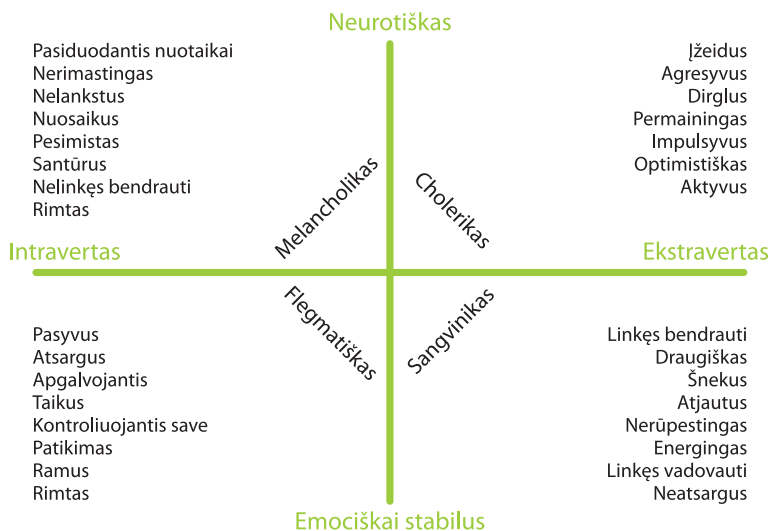 Neurotiškas
Pasiduodantis nuotaikai
Nerimastingas
Nelankstus
Nuosaikus
Pesimistas
Santūrus
Nelinkęs bendrauti
Rimtas
Įžeidus
Agresyvus
Dirglus
Permainingas
Impulsyvus
Optimistiškas
Aktyvus
Melancholikas
Cholerikas
Intravertas
Ekstravertas
Flegmatiškas
Sangvinikas
Pasyvus
Atsargus
Apgalvojantis
Taikus
Kontroliuojantis save
Patikimas
Ramus
Rimtas
Linkęs bendrauti
Draugiškas
Šnekus
Atjautus
Nerūpestingas
Energingas
Linkęs vadovauti
Neatsargus
Emociškai stabilus